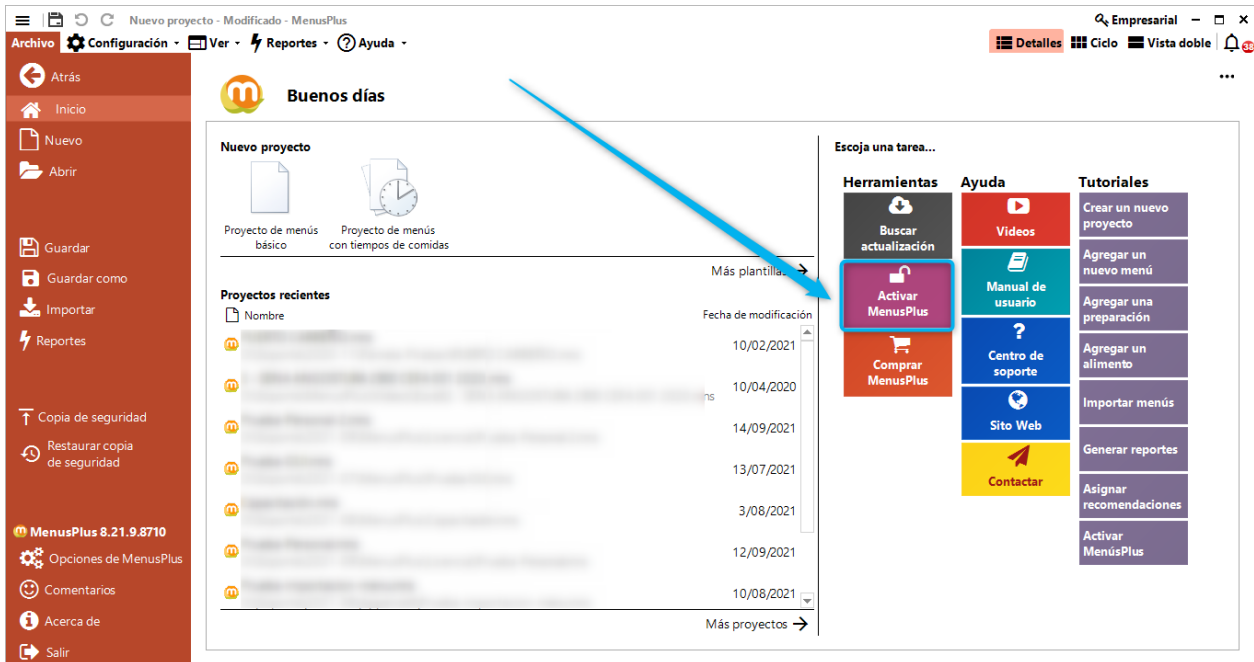 Nuevo proyecto - Modificado - MenusPlus
Empresarial
Archivo Configuración Ver Reportes Ayuda
Detalles Ciclo Vista doble 38
Atrás
Inicio
Nuevo
Abrir
Guardar
Guardar como
Importar
Reportes
Copia de seguridad
Restaurar copia
de seguridad
MenusPlus 8.21.9.8710
Opciones de MenusPlus
Comentarios
Acerca de
Salir
Buenos días
Nuevo proyecto
Proyecto de menús
básico
Proyecto de menús
con tiempos de comidas
Más plantillas
Proyectos recientes
Nombre
Fecha de modificación
10/02/2021
10/04/2020
14/09/2021
13/07/2021
3/08/2021
12/09/2021
10/08/2021
Más proyectos
Escoja una tarea...
Herramientas
Buscar
actualización
Activar
MenusPlus
Comprar
MenusPlus
Ayuda
Videos
Manual de
usuario
Centro de
soporte
Sito Web
Contactar
Tutoriales
Crear un nuevo
proyecto
Agregar un
nuevo menú
Agregar una
preparación
Agregar un
alimento
Importar menús
Generar reportes
Asignar
recomendaciones
Activar
MenúsPlus